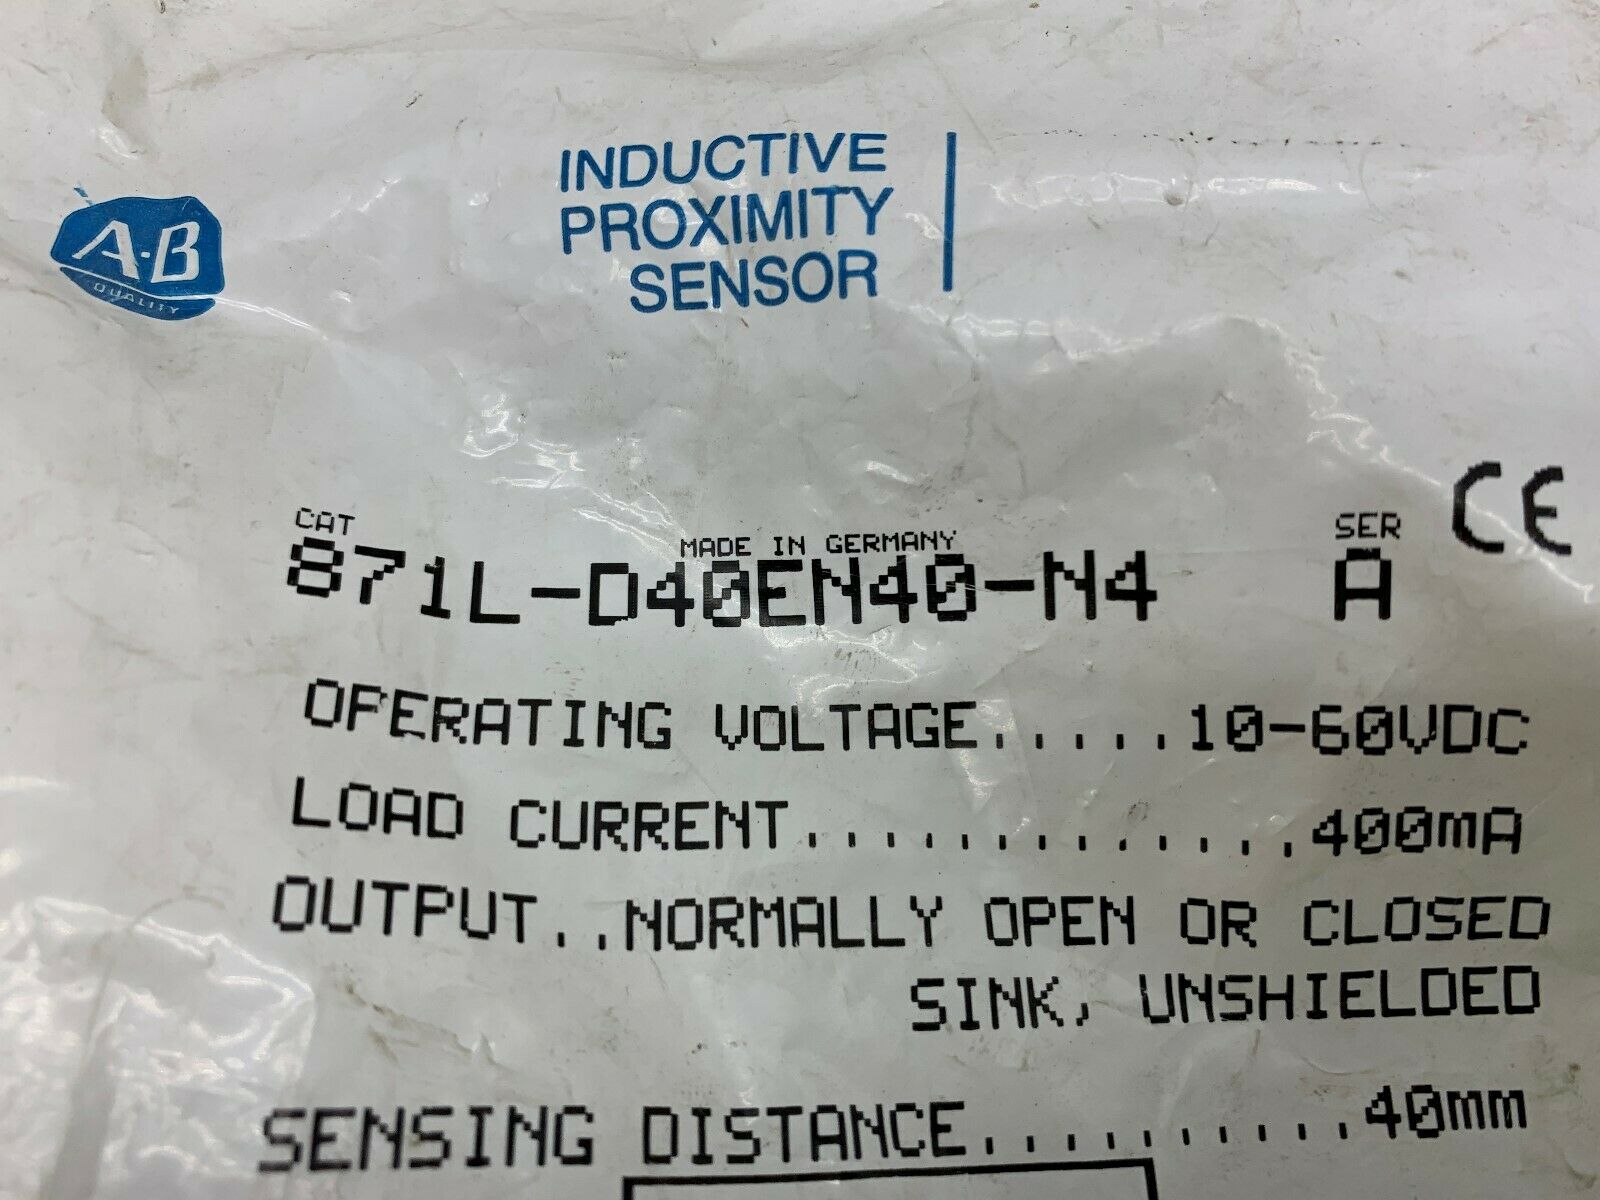 A-B
QUALITY
INDUCTIVE
PROXIMITY
SENSOR
CAT
MADE IN GERMANY
SER
CE
871L-D40EN40-N4 A
OPERATING VOLTAGE.....10-60VDC
LOAD CURRENT.............400mA
OUTPUT..NORMALLY OPEN OR CLOSED
SINK, UNSHIELDED
SENSING DISTANCE..........40mm